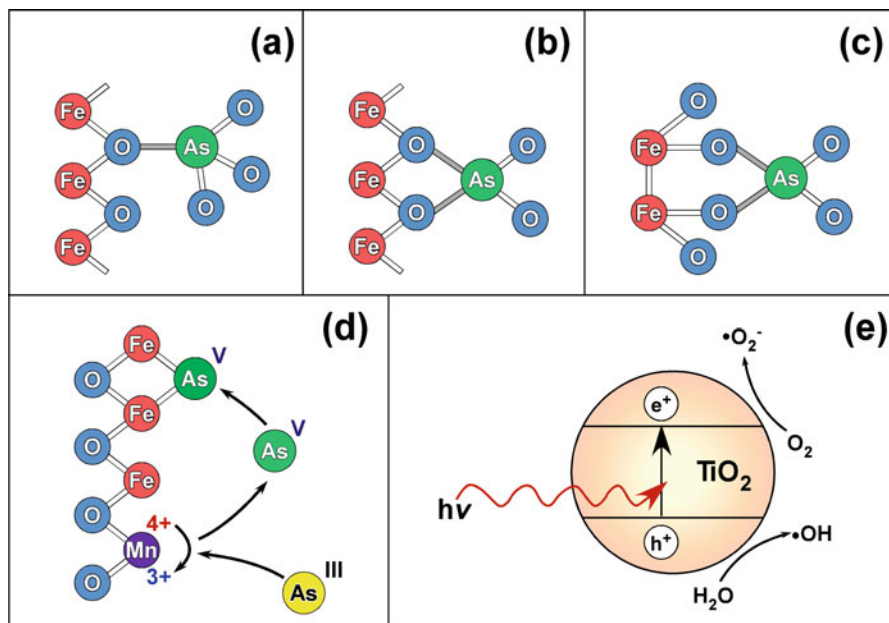 (a)
Fe
O
As
O
Fe
O
O
O
Fe
(b)
Fe
O
O
As
Fe
O
O
Fe
(c)
O
Fe
O
O
As
Fe
O
O
O
(d)
Fe
V
O
As
Fe
V
O
As
Fe
O
4+
Mn
3+
O
III
As
(e)
•O₂⁻
e⁺
O₂
TiO₂
hν
h⁺
•OH
H₂O